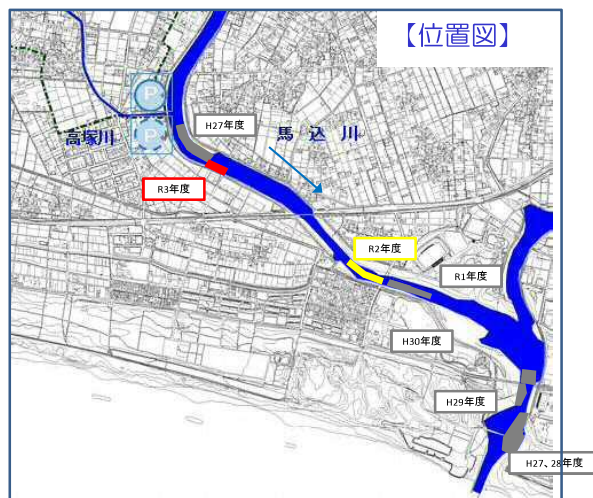 【位置図】
P
P
高塚川
H27年度
馬込川
R3年度
R2年度
R1年度
H30年度
H29年度
H27、28年度